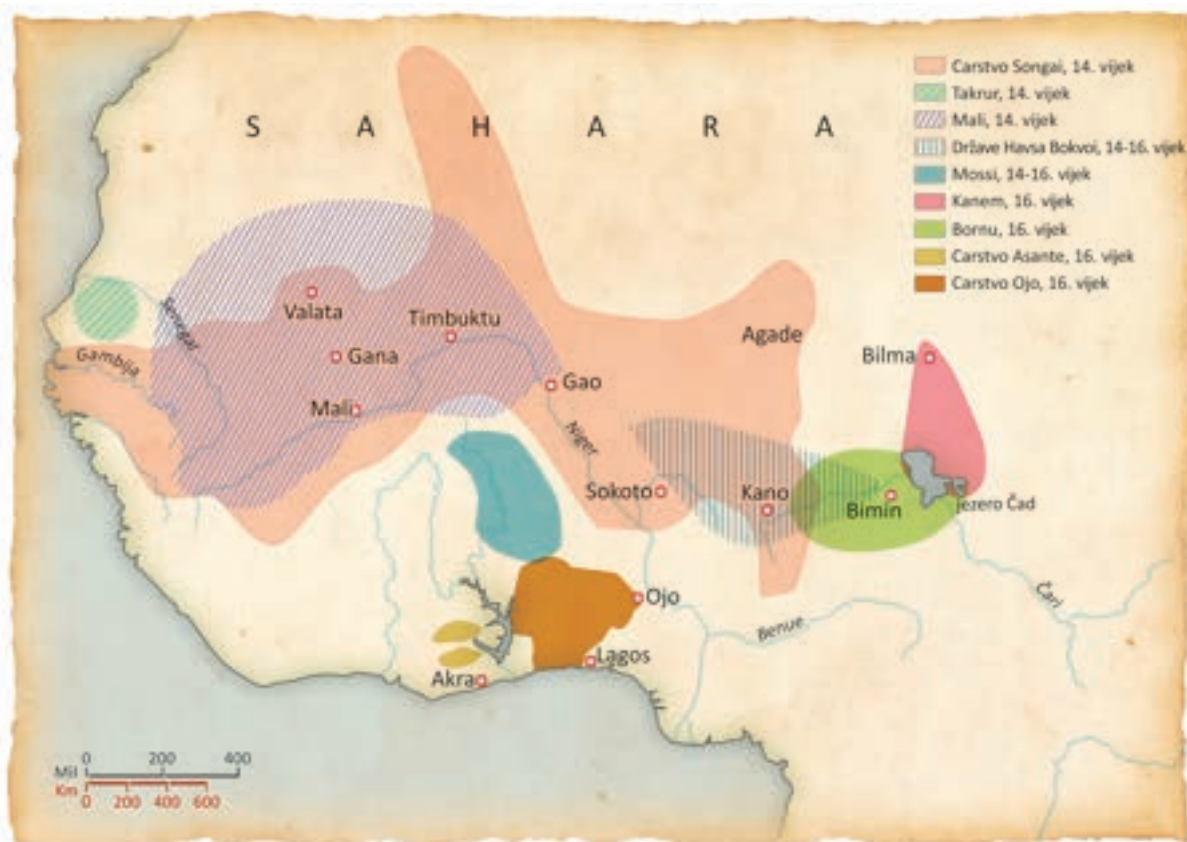 S A H A R A
Carstvo Songai, 14. vijek
Takrur, 14. vijek
Mali, 14. vijek
Države Havsa Bokvoi, 14-16. vijek
Mossi, 14-16. vijek
Kanem, 16. vijek
Bornu, 16. vijek
Carstvo Asante, 16. vijek
Carstvo Ojo, 16. vijek
Senegal
Valata
Timbuktu
Agade
Gambija
Gana
Bilma
Gao
Mali
Niger
Sokoto
Kano
Bimin
Jezero Čad
Ojo
Benue
Čari
Lagos
Akra
0 200 400
Mil
Km
0 200 400 600